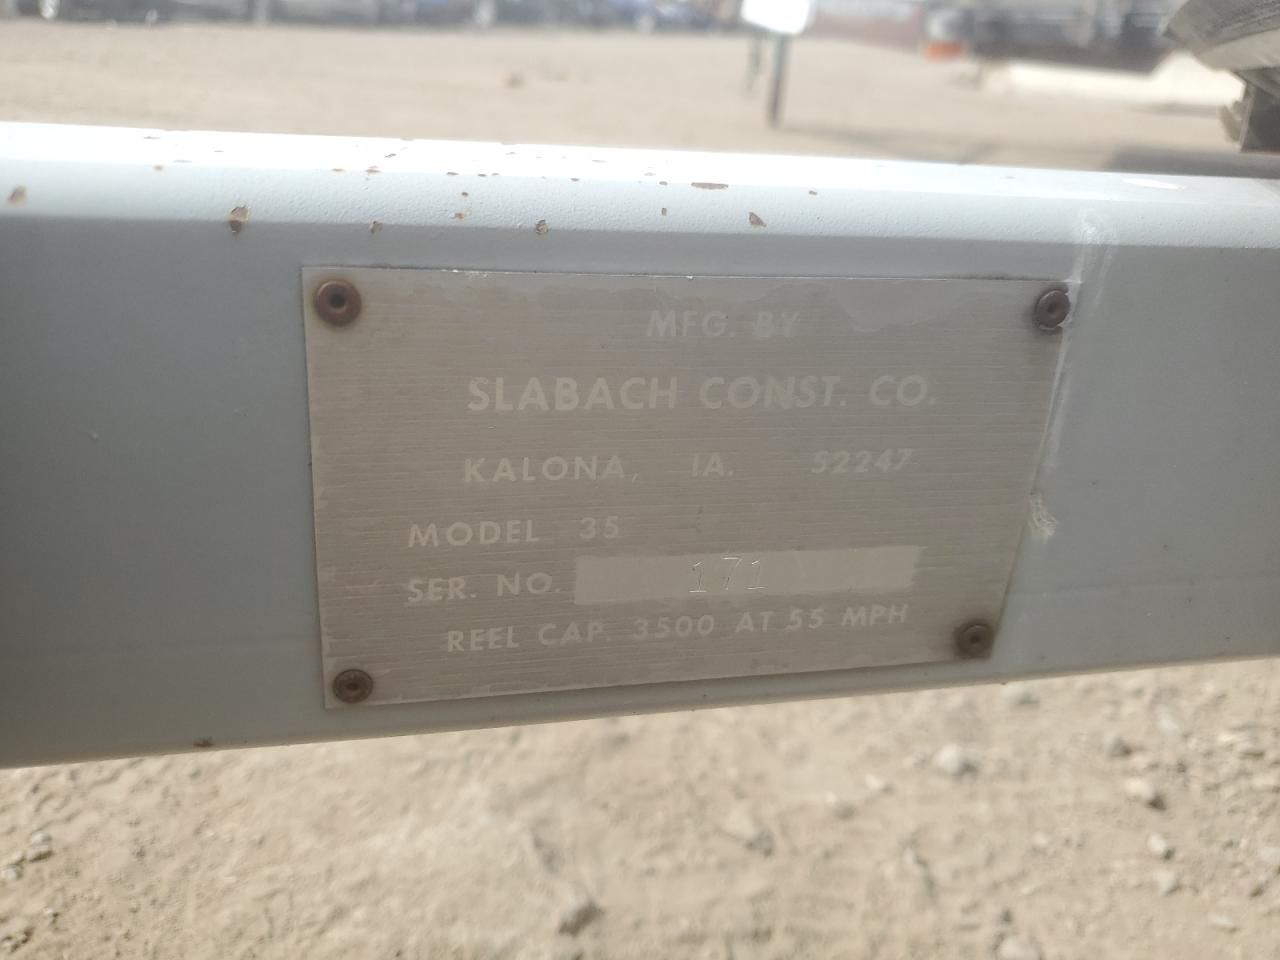 MFG. BY
SLABACH CONST. CO.
KALONA, IA. 52247
MODEL 35
SER. NO. 171
REEL CAP. 3500 AT 55 MPH